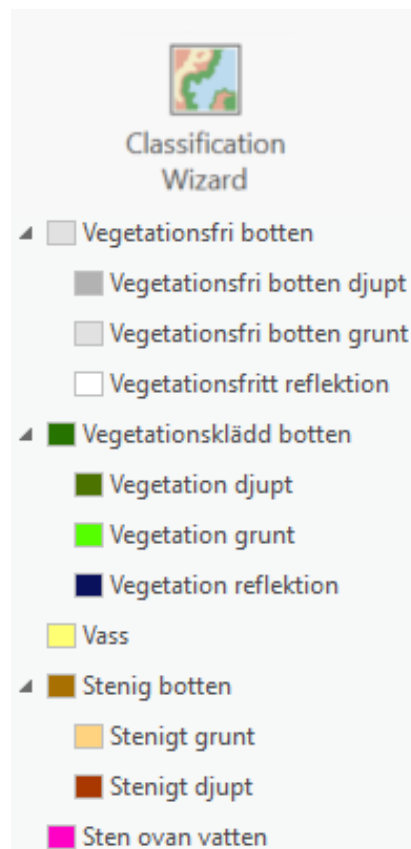 Classification
Wizard
Vegetationsfri botten
Vegetationsfri botten djupt
Vegetationsfri botten grunt
Vegetationsfritt reflektion
Vegetationsklädd botten
Vegetation djupt
Vegetation grunt
Vegetation reflektion
Vass
Stenig botten
Stenigt grunt
Stenigt djupt
Sten ovan vatten